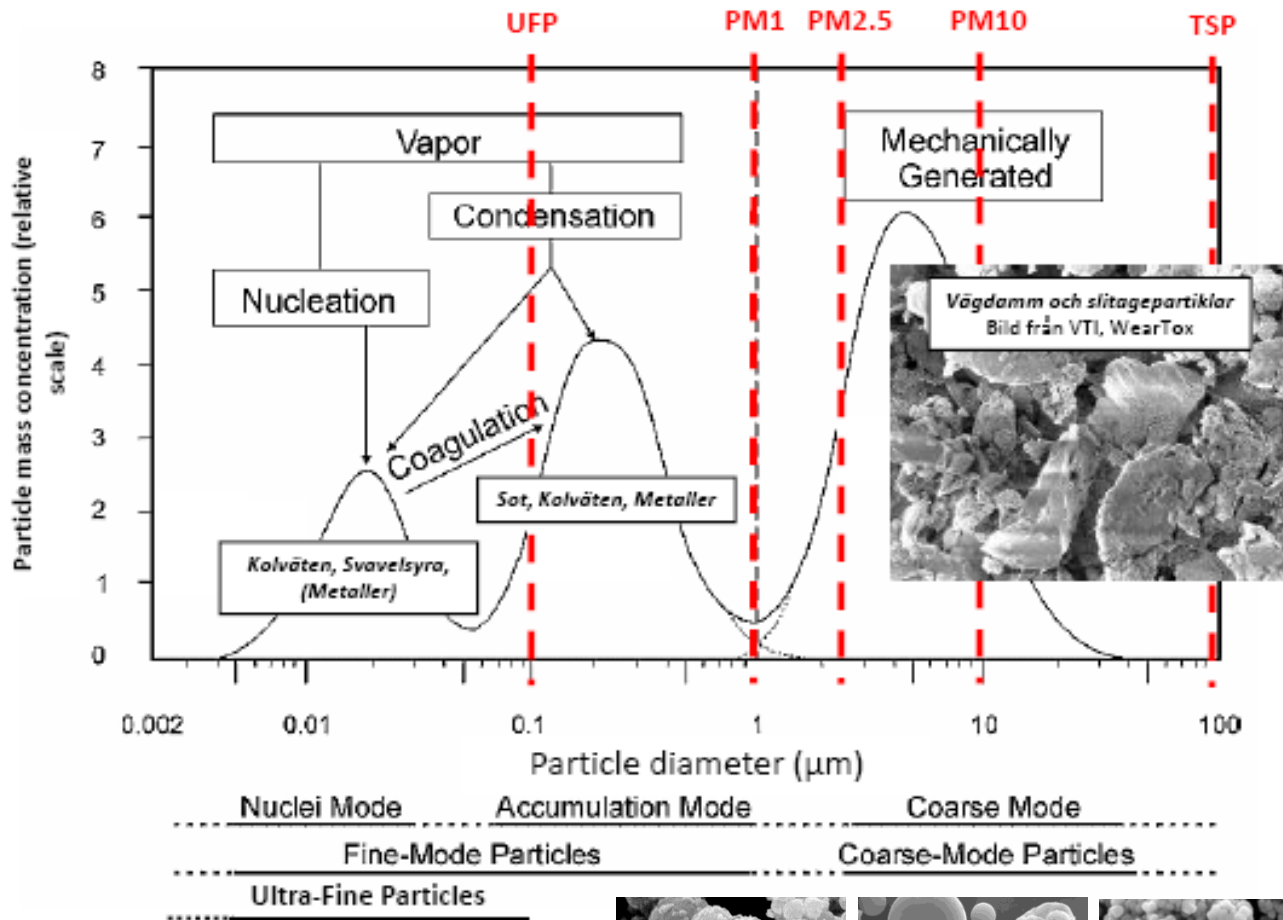 UFP PM1 PM2.5 PM10 TSP
Particle mass concentration (relative
scale)
8
7
6
5
4
3
2
1
0
Vapor
Condensation
Nucleation
Coagulation
Mechanically
Generated
Vägdamm och slitagepartiklar
Bild från VTI, WearTox
Sot, Kolväten, Metaller
Kolväten, Svavelsyra,
(Metaller)
0.002 0.01 0.1 1 10 100
Particle diameter (µm)
Nuclei Mode Accumulation Mode Coarse Mode
Fine-Mode Particles Coarse-Mode Particles
Ultra-Fine Particles